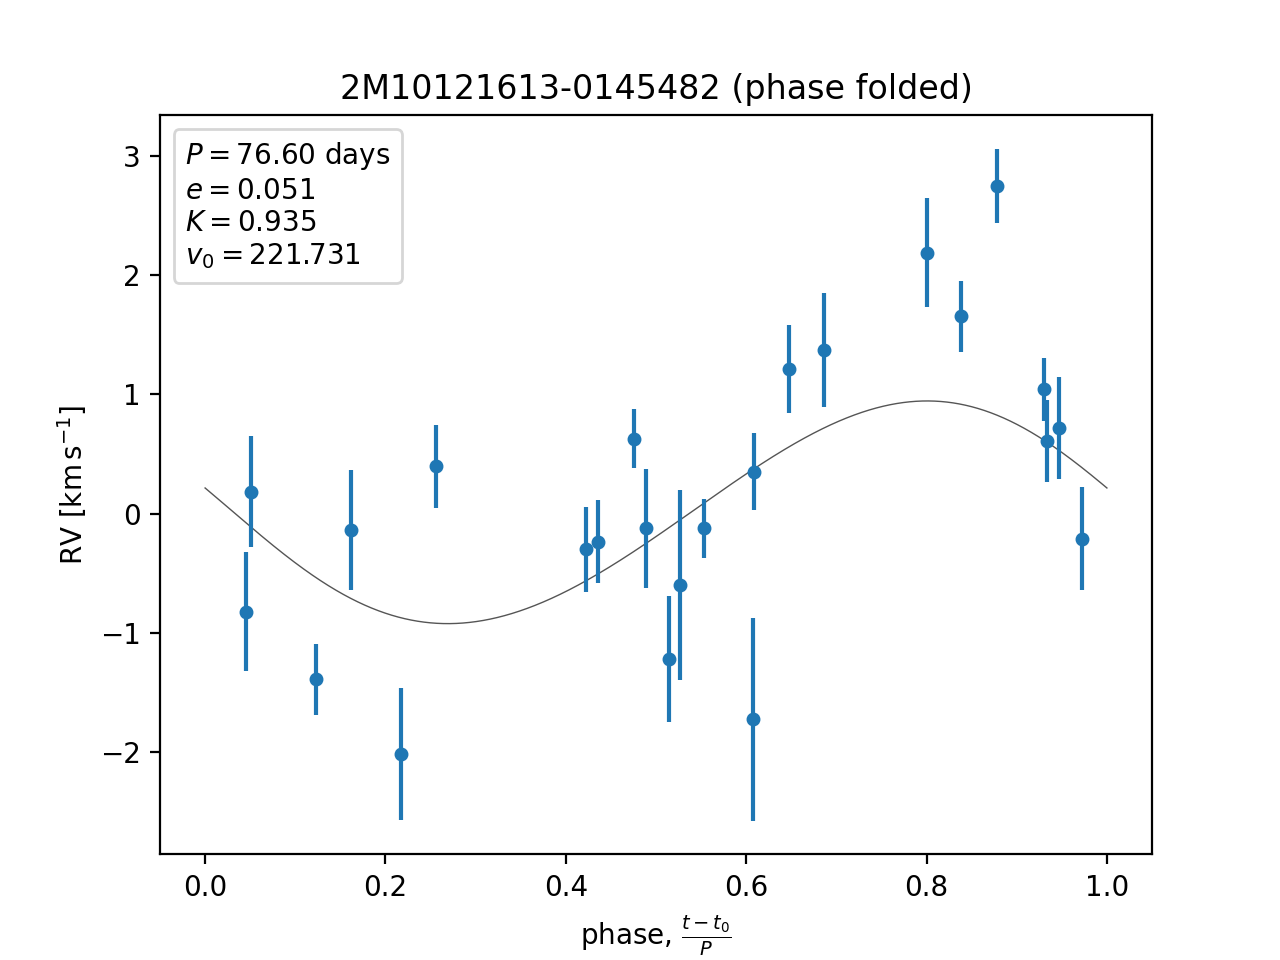 2M10121613-0145482 (phase folded)
P = 76.60 days
e = 0.051
K = 0.935
v₀ = 221.731
3
2
1
0
−1
−2
RV [km s⁻¹]
0.0 0.2 0.4 0.6 0.8 1.0
phase, (t − t₀)/P